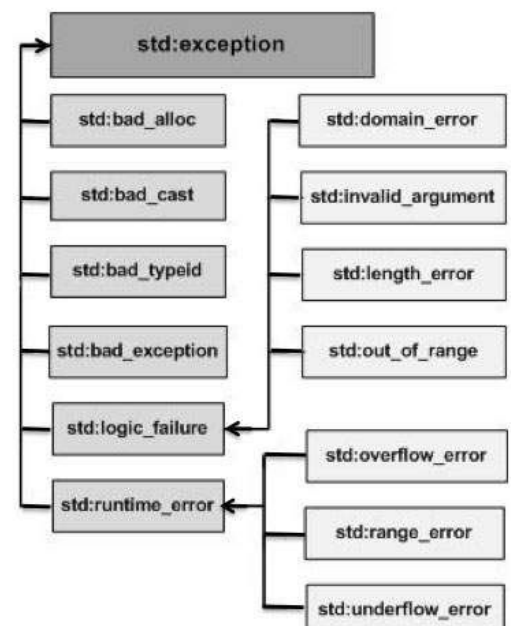 std:exception
std:bad_alloc
std:bad_cast
std:bad_typeid
std:bad_exception
std:logic_failure
std:runtime_error
std:domain_error
std:invalid_argument
std:length_error
std:out_of_range
std:overflow_error
std:range_error
std:underflow_error